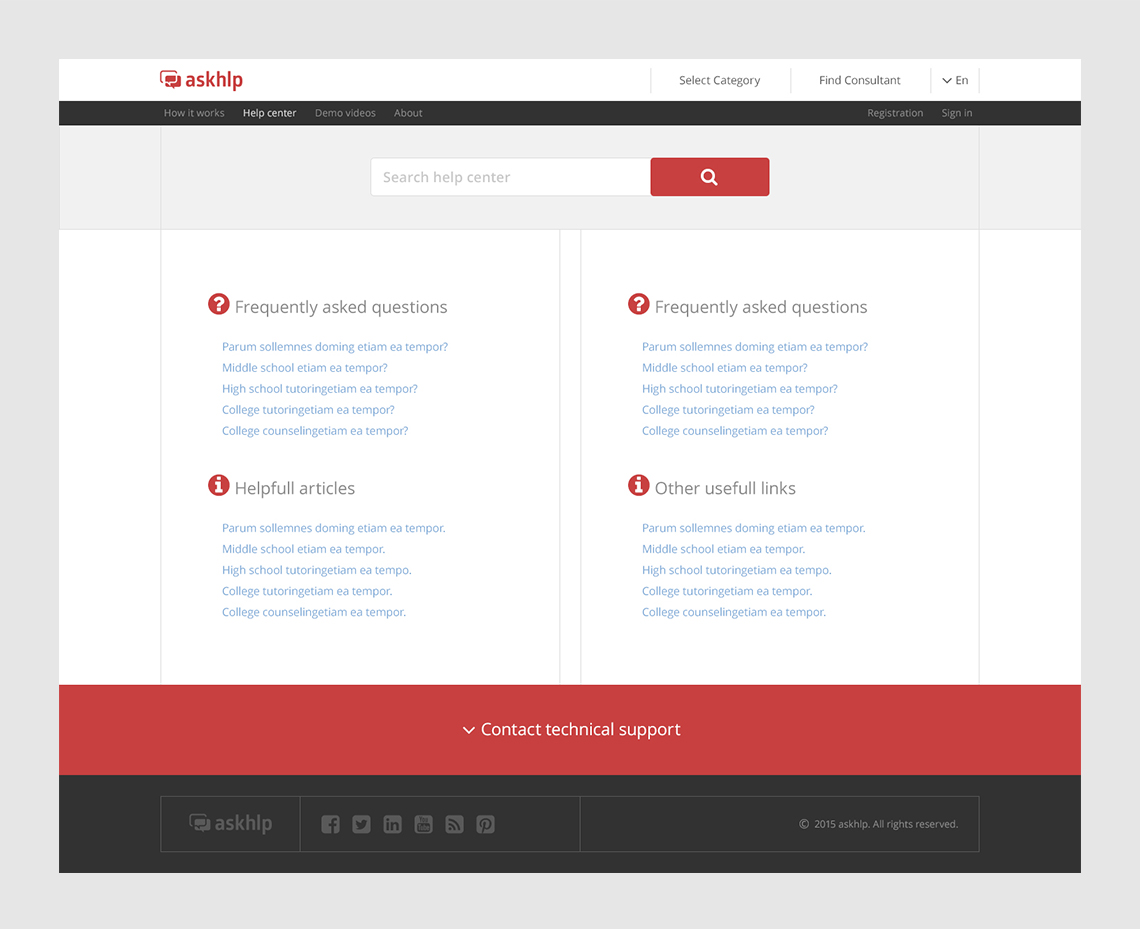 askhlp
Select Category
Find Consultant
En
How it works
Help center
Demo videos
About
Registration
Sign in
Search help center
Frequently asked questions
Parum sollemnes doming etiam ea tempor?
Middle school etiam ea tempor?
High school tutoringetiam ea tempor?
College tutoringetiam ea tempor?
College counselingetiam ea tempor?
Helpfull articles
Parum sollemnes doming etiam ea tempor.
Middle school etiam ea tempor.
High school tutoringetiam ea tempo.
College tutoringetiam ea tempor.
College counselingetiam ea tempor.
Frequently asked questions
Parum sollemnes doming etiam ea tempor?
Middle school etiam ea tempor?
High school tutoringetiam ea tempor?
College tutoringetiam ea tempor?
College counselingetiam ea tempor?
Other usefull links
Parum sollemnes doming etiam ea tempor.
Middle school etiam ea tempor.
High school tutoringetiam ea tempo.
College tutoringetiam ea tempor.
College counselingetiam ea tempor.
Contact technical support
askhlp
© 2015 askhlp. All rights reserved.